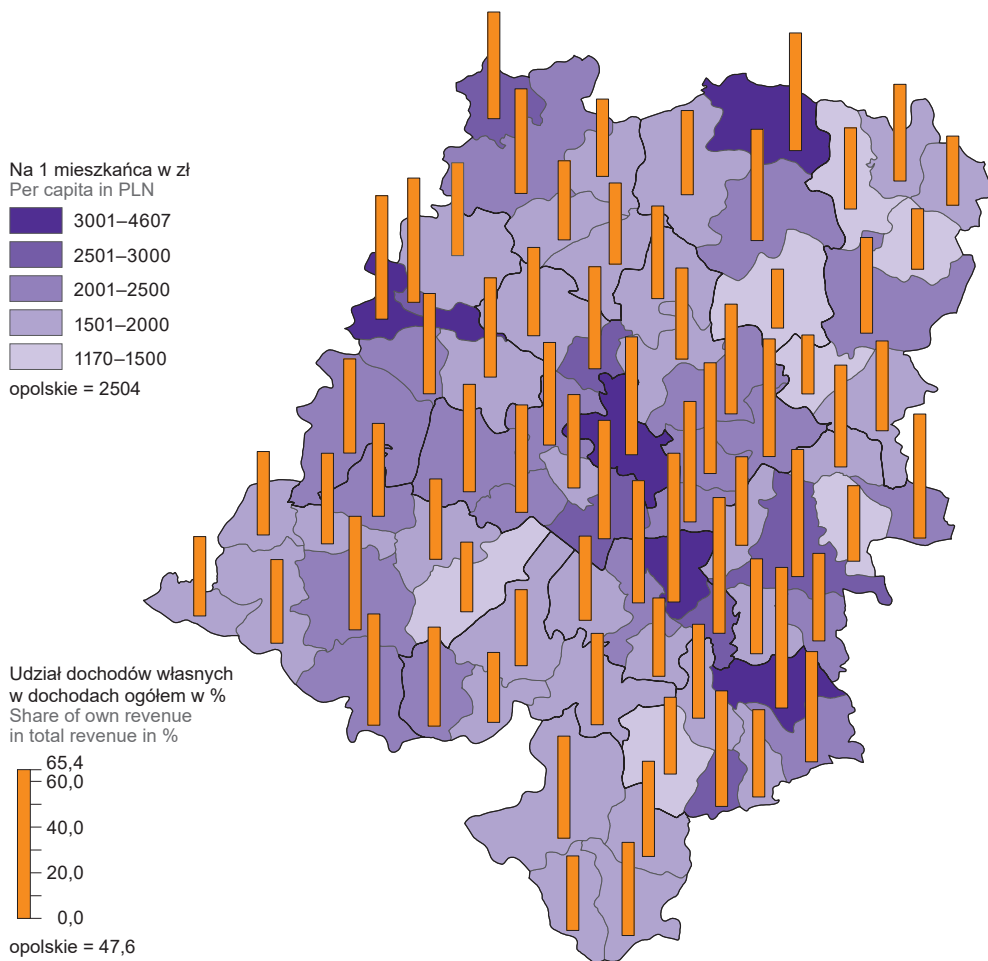 Na 1 mieszkańca w zł
Per capita in PLN
3001–4607
2501–3000
2001–2500
1501–2000
1170–1500
opolskie = 2504
Udział dochodów własnych
w dochodach ogółem w %
Share of own revenue
in total revenue in %
65,4
60,0
40,0
20,0
0,0
opolskie = 47,6